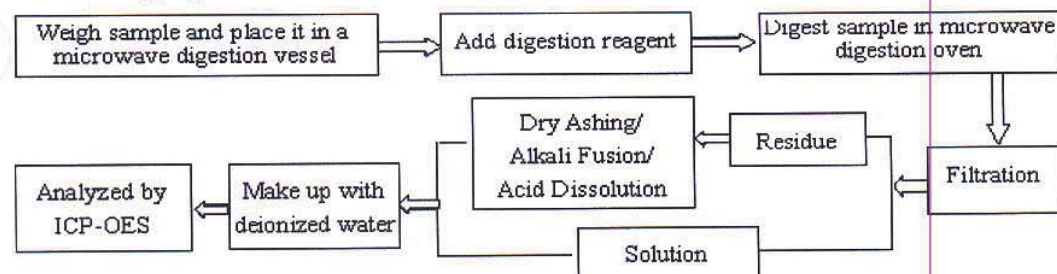 Weigh sample and place it in a
microwave digestion vessel
Add digestion reagent
Digest sample in microwave
digestion oven
Filtration
Residue
Dry Ashing/
Alkali Fusion/
Acid Dissolution
Solution
Make up with
deionized water
Analyzed by
ICP-OES